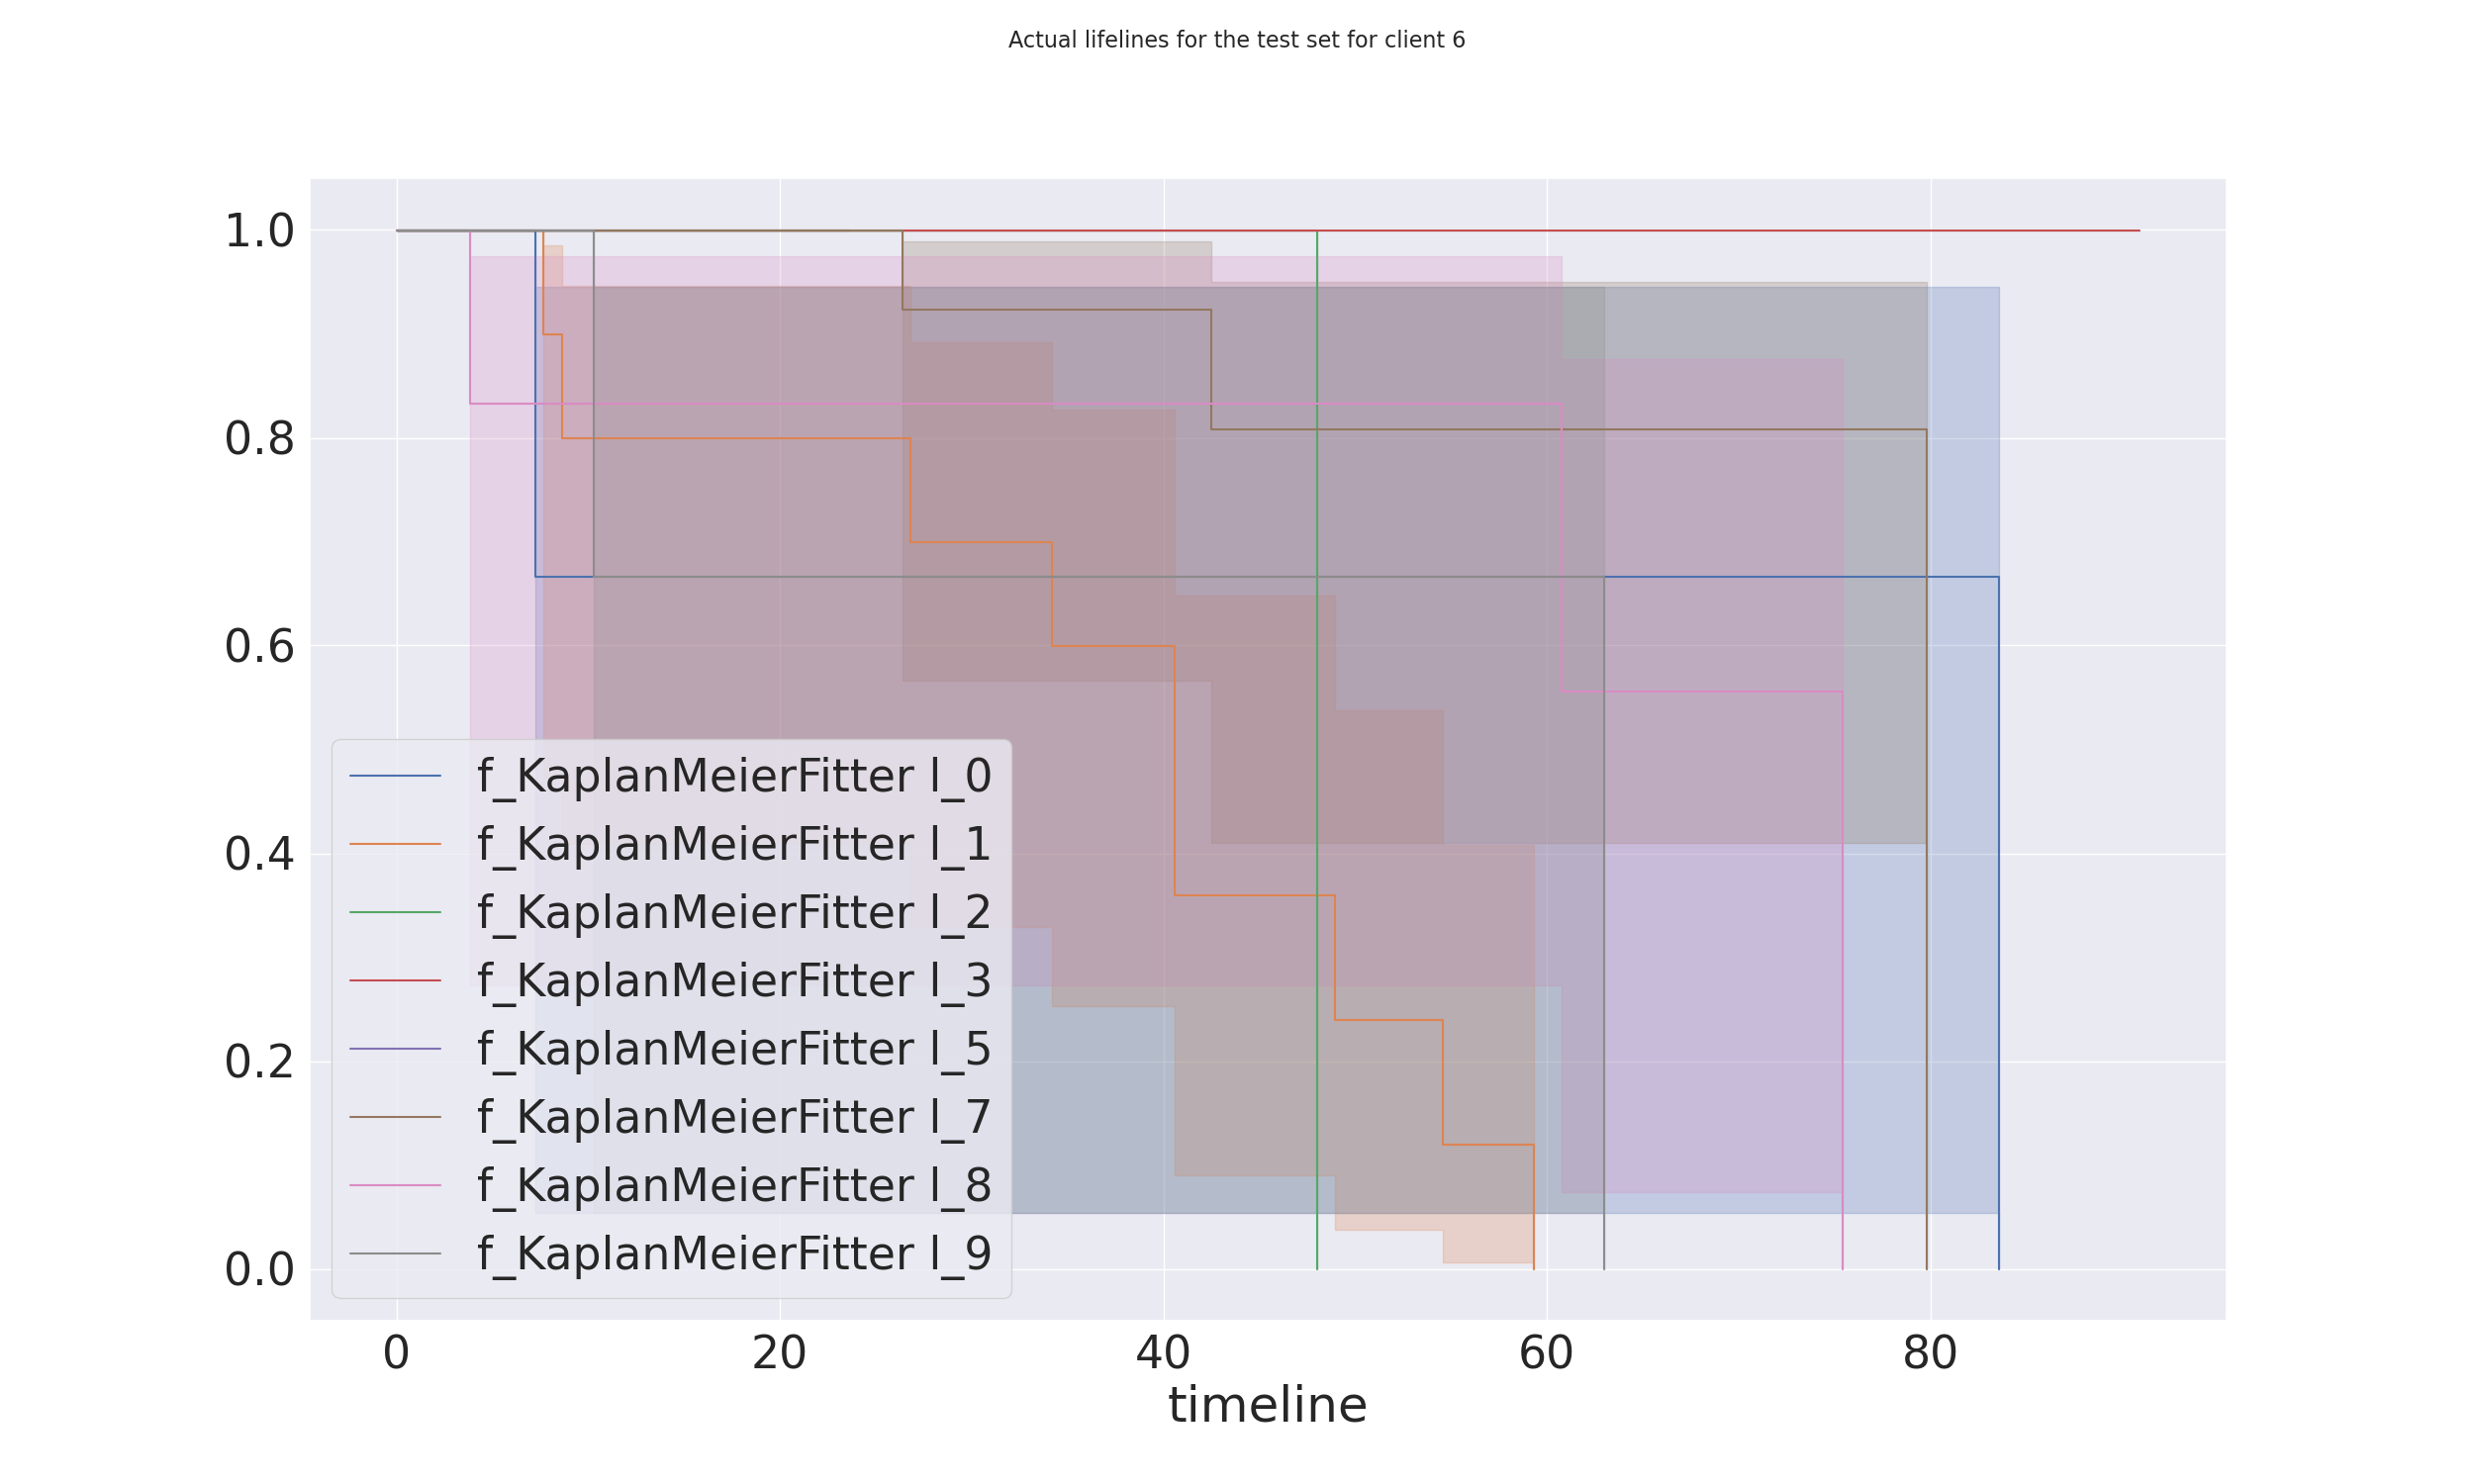 Actual lifelines for the test set for client 6
1.0
0.8
0.6
0.4
0.2
0.0
f_KaplanMeierFitter l_0
f_KaplanMeierFitter l_1
f_KaplanMeierFitter l_2
f_KaplanMeierFitter l_3
f_KaplanMeierFitter l_5
f_KaplanMeierFitter l_7
f_KaplanMeierFitter l_8
f_KaplanMeierFitter l_9
0 20 40 60 80
timeline